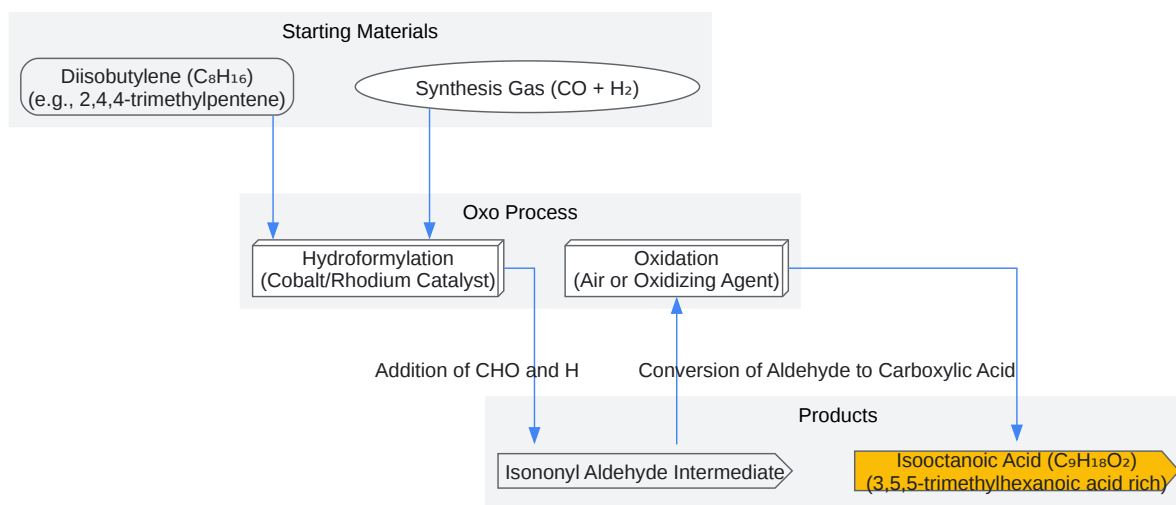 Starting Materials
Diisobutylene (C₈H₁₆)
(e.g., 2,4,4-trimethylpentene)
Synthesis Gas (CO + H₂)
Oxo Process
Hydroformylation
(Cobalt/Rhodium Catalyst)
Oxidation
(Air or Oxidizing Agent)
Addition of CHO and H
Conversion of Aldehyde to Carboxylic Acid
Products
Isononyl Aldehyde Intermediate
Isooctanoic Acid (C₉H₁₈O₂)
(3,5,5-trimethylhexanoic acid rich)